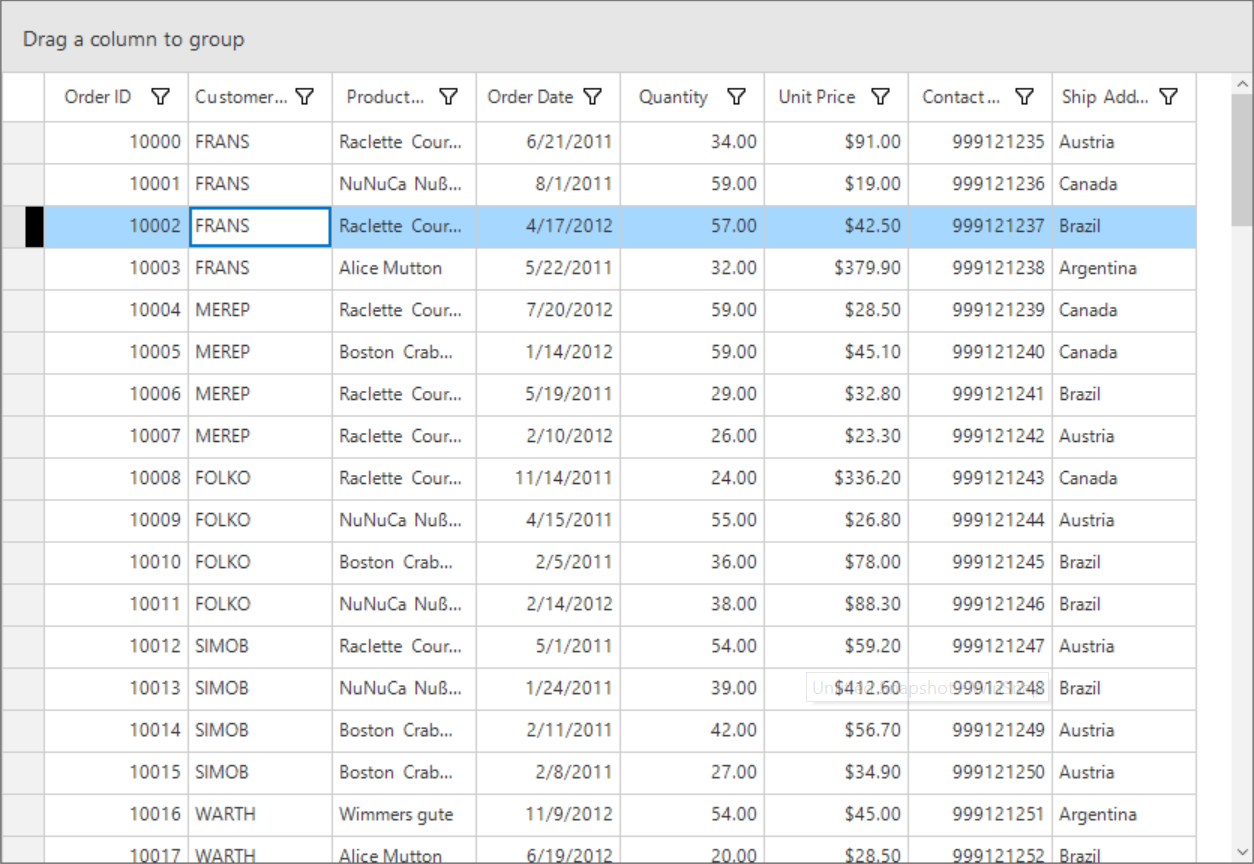 Drag a column to group
Order ID Customer... Product... Order Date Quantity Unit Price Contact ... Ship Add...
10000 FRANS Raclette Cour... 6/21/2011 34.00 $91.00 999121235 Austria
10001 FRANS NuNuCa Nuß... 8/1/2011 59.00 $19.00 999121236 Canada
10002 FRANS Raclette Cour... 4/17/2012 57.00 $42.50 999121237 Brazil
10003 FRANS Alice Mutton 5/22/2011 32.00 $379.90 999121238 Argentina
10004 MEREP Raclette Cour... 7/20/2012 59.00 $28.50 999121239 Canada
10005 MEREP Boston Crab... 1/14/2012 59.00 $45.10 999121240 Canada
10006 MEREP Raclette Cour... 5/19/2011 29.00 $32.80 999121241 Brazil
10007 MEREP Raclette Cour... 2/10/2012 26.00 $23.30 999121242 Austria
10008 FOLKO Raclette Cour... 11/14/2011 24.00 $336.20 999121243 Canada
10009 FOLKO NuNuCa Nuß... 4/15/2011 55.00 $26.80 999121244 Austria
10010 FOLKO Boston Crab... 2/5/2011 36.00 $78.00 999121245 Brazil
10011 FOLKO NuNuCa Nuß... 2/14/2012 38.00 $88.30 999121246 Brazil
10012 SIMOB Raclette Cour... 5/1/2011 54.00 $59.20 999121247 Austria
10013 SIMOB NuNuCa Nuß... 1/24/2011 39.00 $412.60 999121248 Brazil
10014 SIMOB Boston Crab... 2/11/2011 42.00 $56.70 999121249 Austria
10015 SIMOB Boston Crab... 2/8/2011 27.00 $34.90 999121250 Austria
10016 WARTH Wimmers gute 11/9/2012 54.00 $45.00 999121251 Argentina
10017 WARTH Alice Mutton 6/19/2012 20.00 $28.50 999121252 Brazil